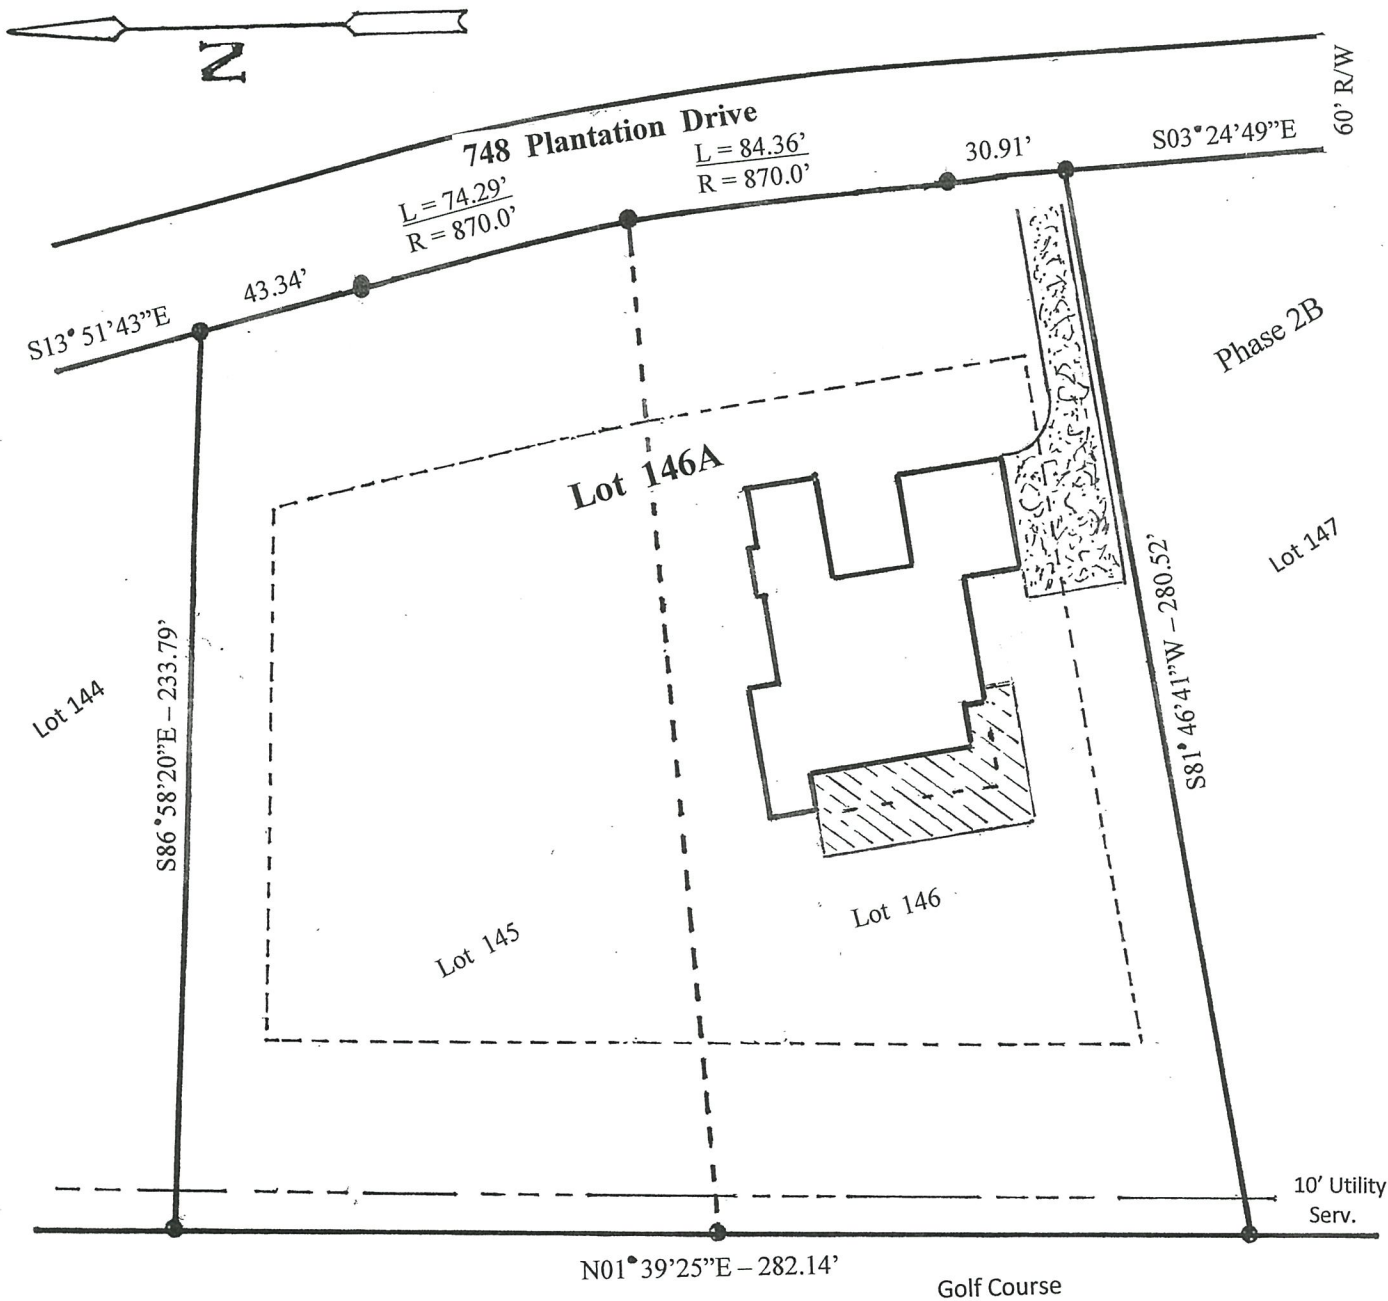 N
60’ R/W
748 Plantation Drive
L = 84.36’
R = 870.0’
30.91’
S03°24’49”E
L = 74.29’
R = 870.0’
43.34’
S13°51’43”E
Phase 2B
Lot 146A
Lot 147
S81°46’41”W – 280.52’
S86°58’20”E – 233.79’
Lot 144
Lot 146
Lot 145
10’ Utility
Serv.
N01°39’25”E – 282.14’
Golf Course